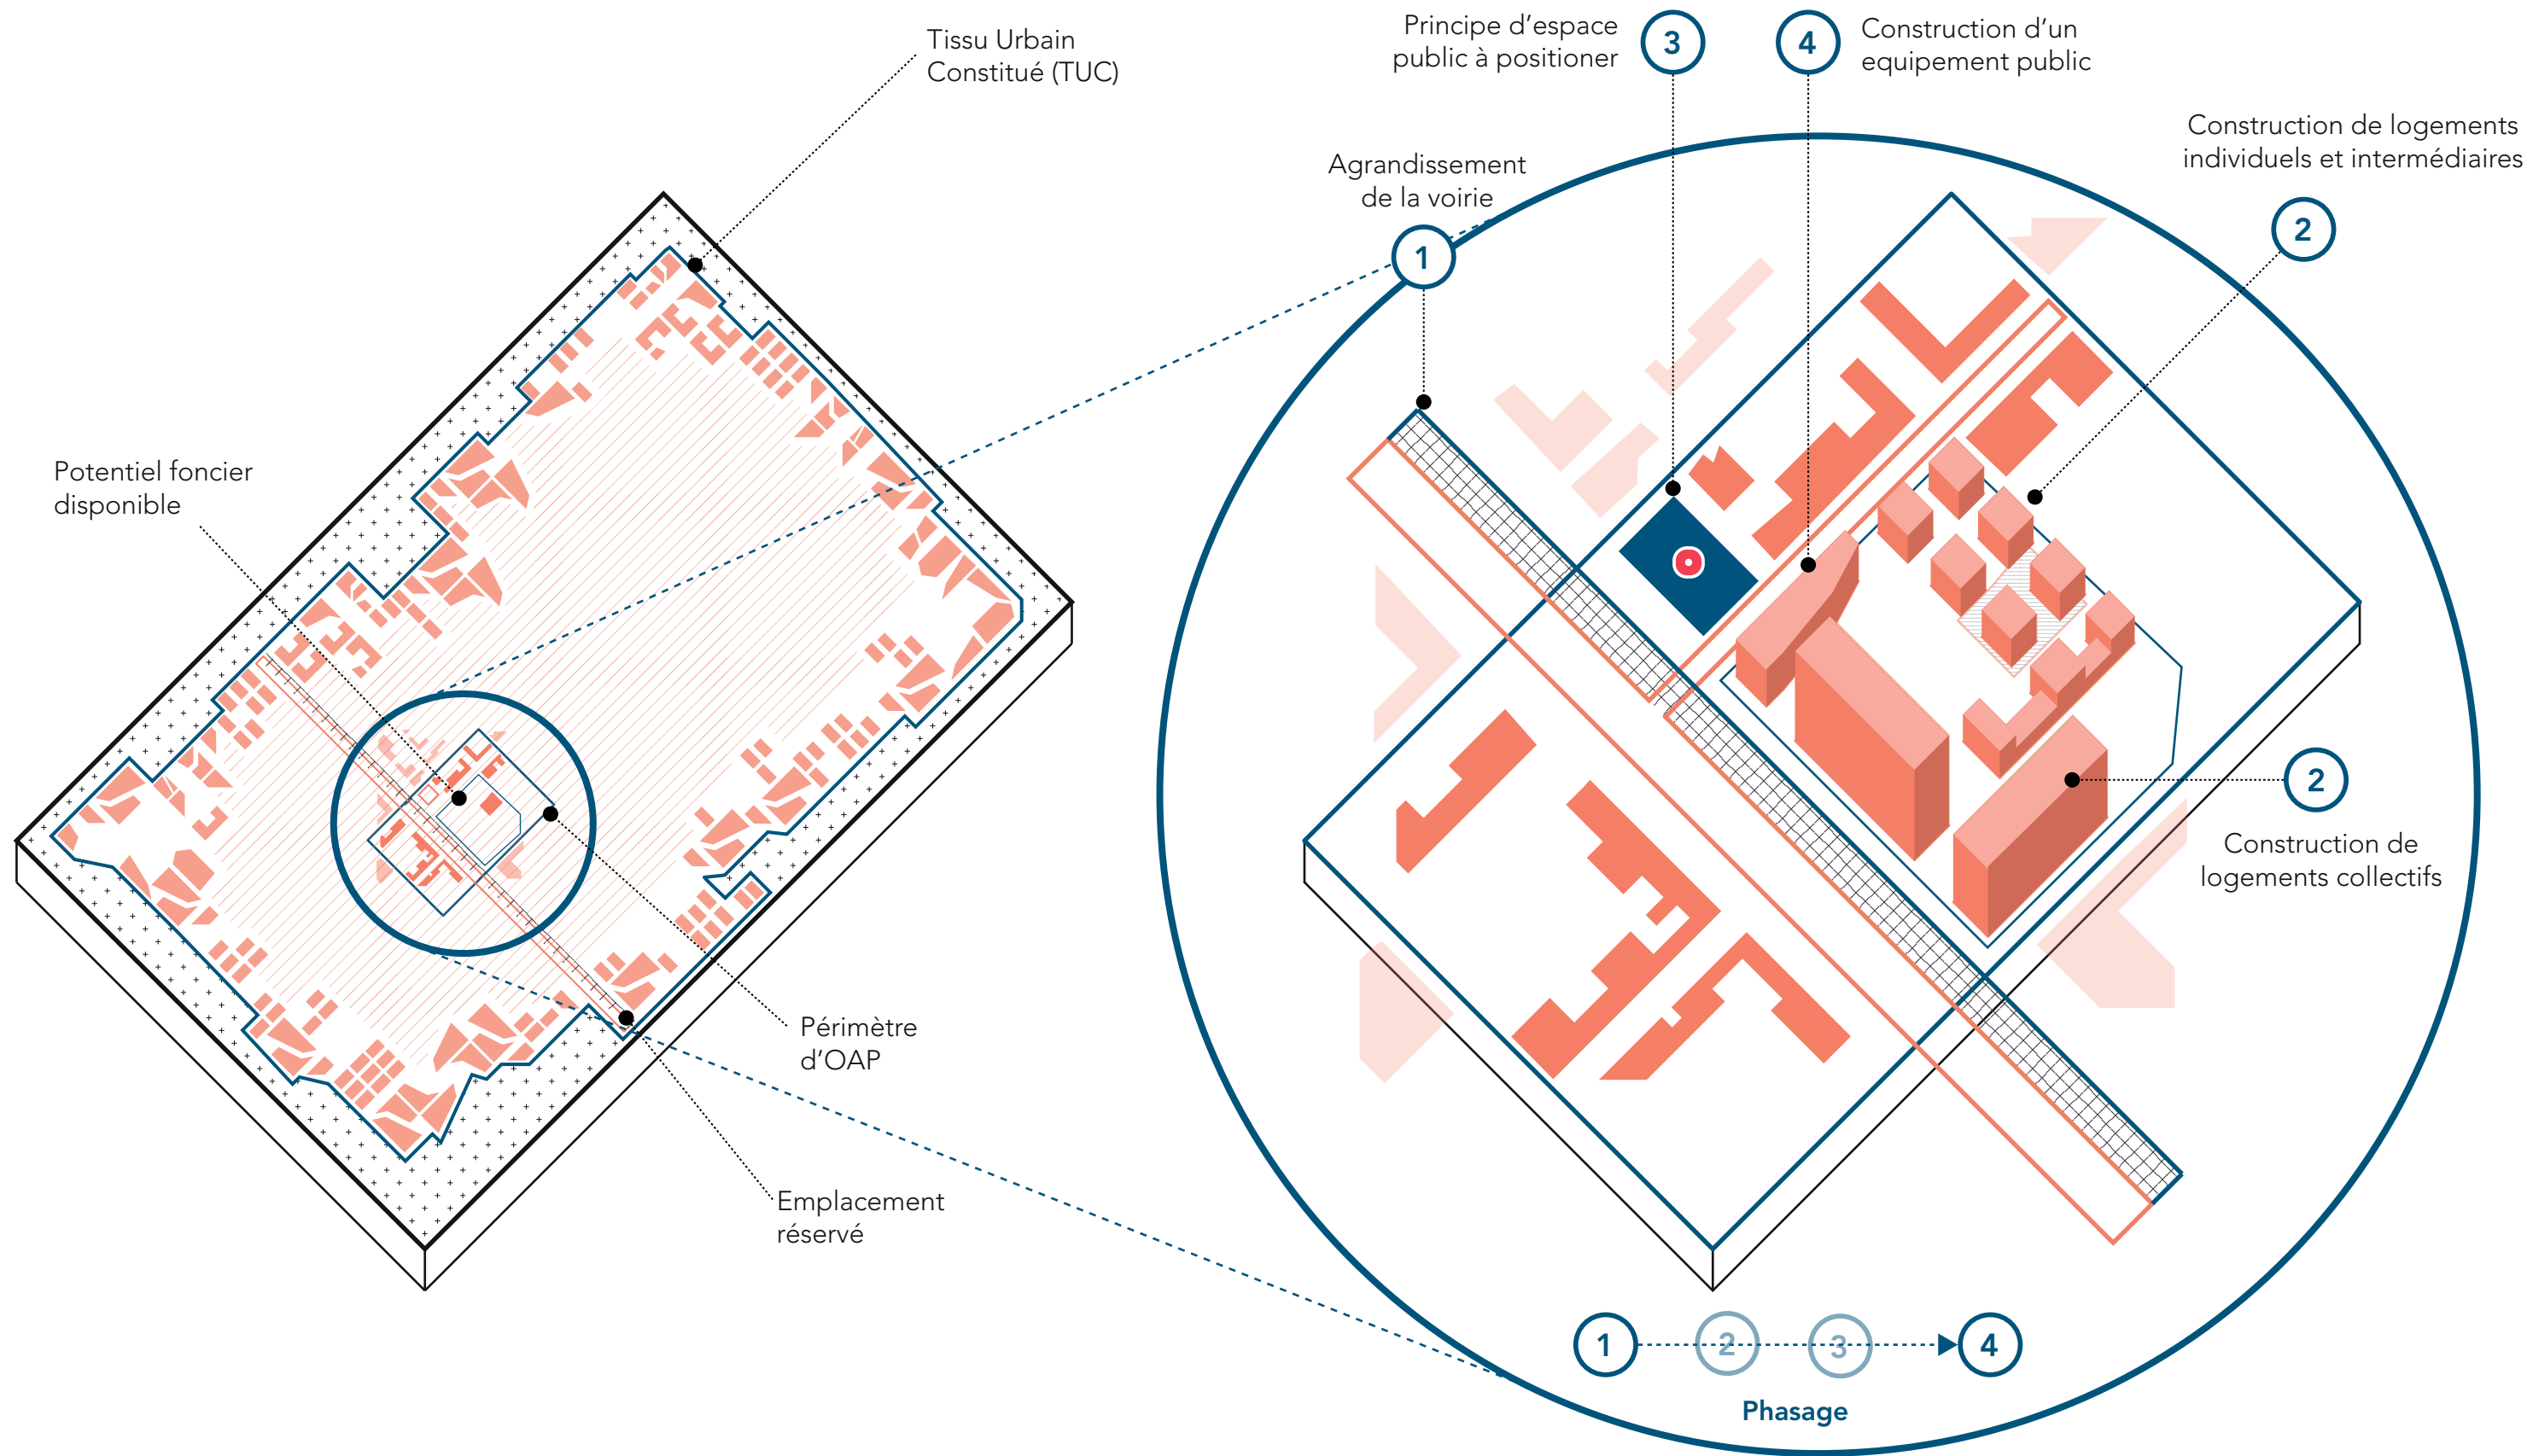 Tissu Urbain
Constitué (TUC)
Potentiel foncier
disponible
Périmètre
d'OAP
Emplacement
réservé
Principe d'espace
public à positioner
3
4
Construction d'un
equipement public
Agrandissement
de la voirie
1
Construction de logements
individuels et intermédiaires
2
2
Construction de
logements collectifs
1 2 3 4
Phasage